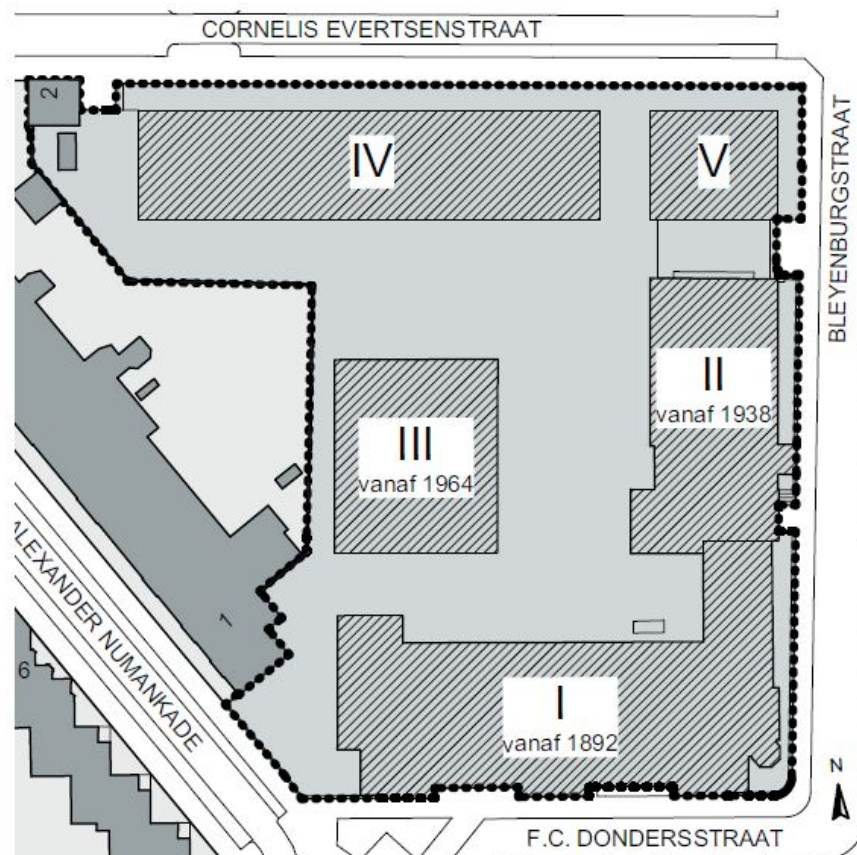 CORNELIS EVERTSENSTRAAT
2
IV
V
BLEYENBURGSTRAAT
II
vanaf 1938
III
vanaf 1964
ALEXANDER NUMANKADE
1
6
I
vanaf 1892
N
F.C. DONDERSSTRAAT